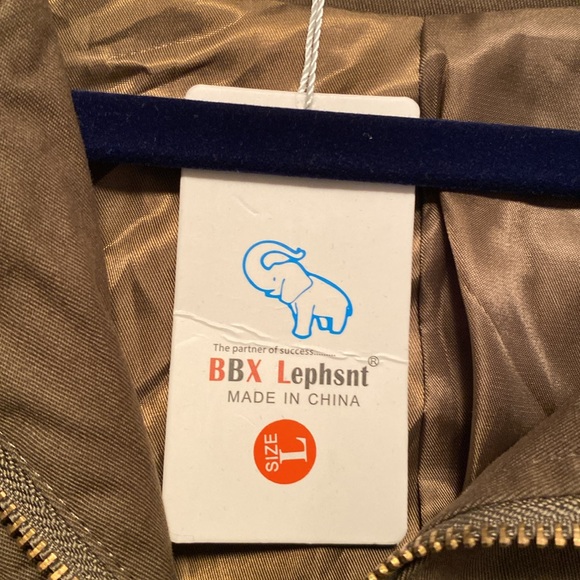 The partner of success........
BBX Lephsnt®
MADE IN CHINA
SIZE L